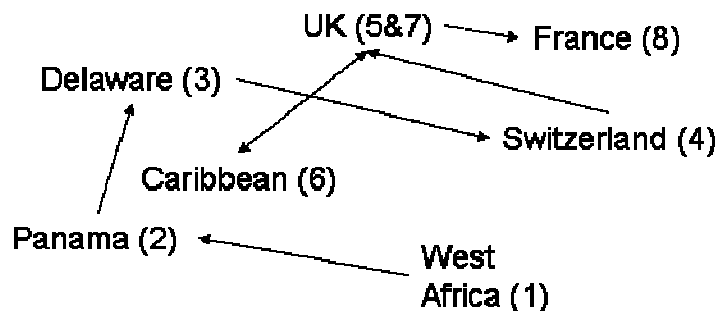 UK (5&7)
France (8)
Delaware (3)
Switzerland (4)
Caribbean (6)
Panama (2)
West
Africa (1)